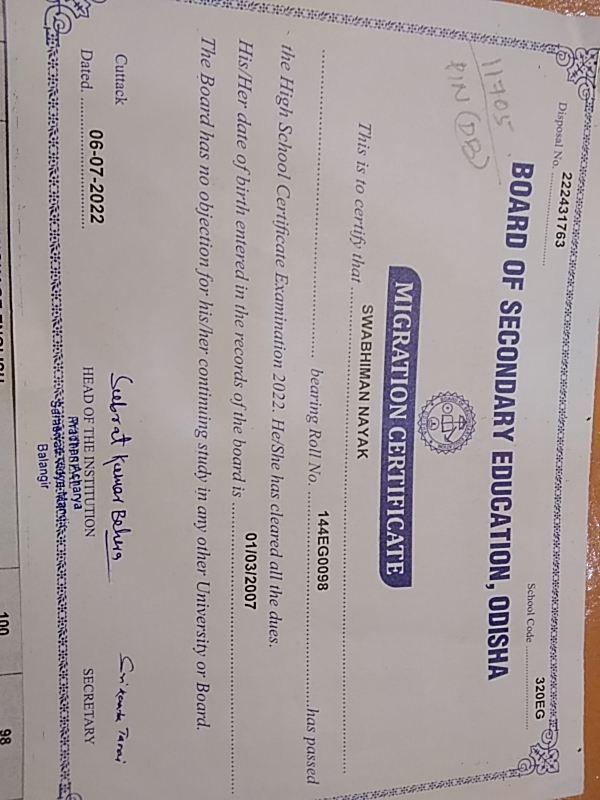 Disposal No. 222431763
School Code 320EG
11705
BOARD OF SECONDARY EDUCATION, ODISHA
MIGRATION CERTIFICATE
This is to certify that SWABHIMAN NAYAK
bearing Roll No. 144EG0098 has passed
the High School Certificate Examination 2022. He/She has cleared all the dues.
His/Her date of birth entered in the records of the board is 01/03/2007
The Board has no objection for his/her continuing study in any other University or Board.
Cuttack
Dated. 06-07-2022
Subrat Kumar Behera
HEAD OF THE INSTITUTION
Pradhan Acharya
Balangir
SECRETARY
100
98